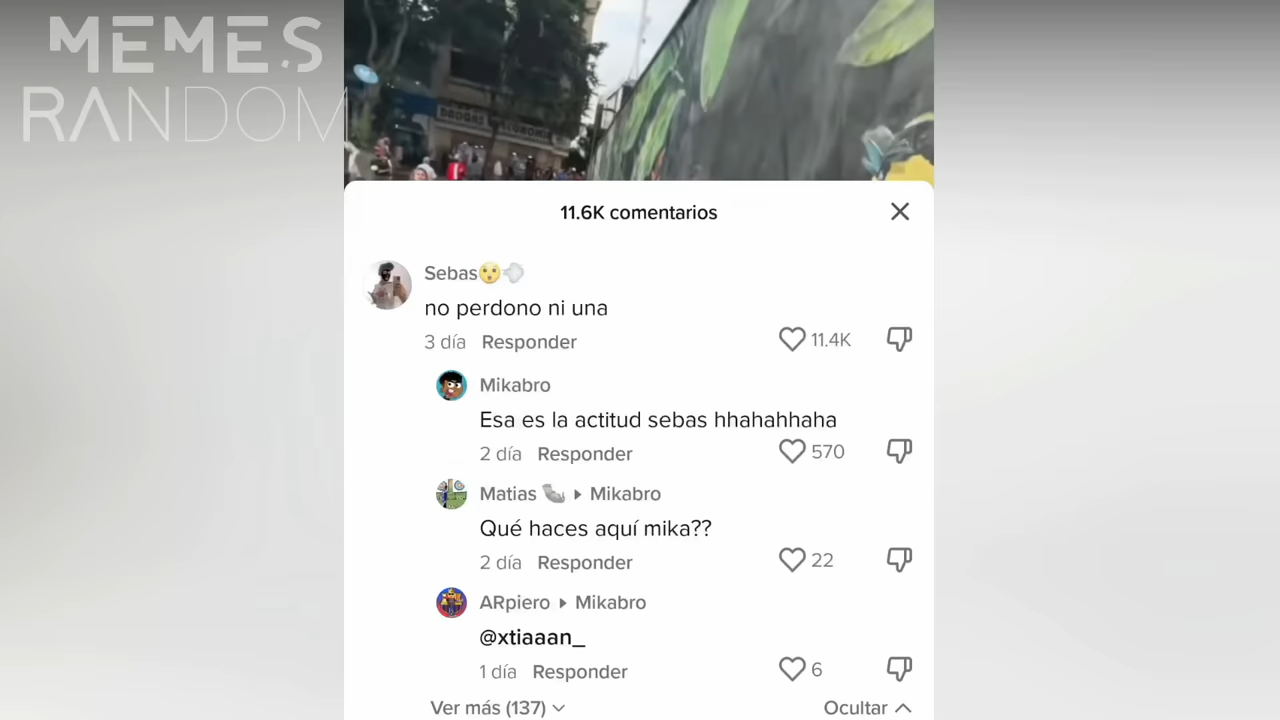 MEMES
RANDOM
DROGAS
11.6K comentarios
Sebas😯💨
no perdono ni una
3 día Responder 11.4K
Mikabro
Esa es la actitud sebas hhahahhaha
2 día Responder 570
Matias 🦥 ▸ Mikabro
Qué haces aquí mika??
2 día Responder 22
ARpiero ▸ Mikabro
@xtiaaan_
1 día Responder 6
Ver más (137)
Ocultar